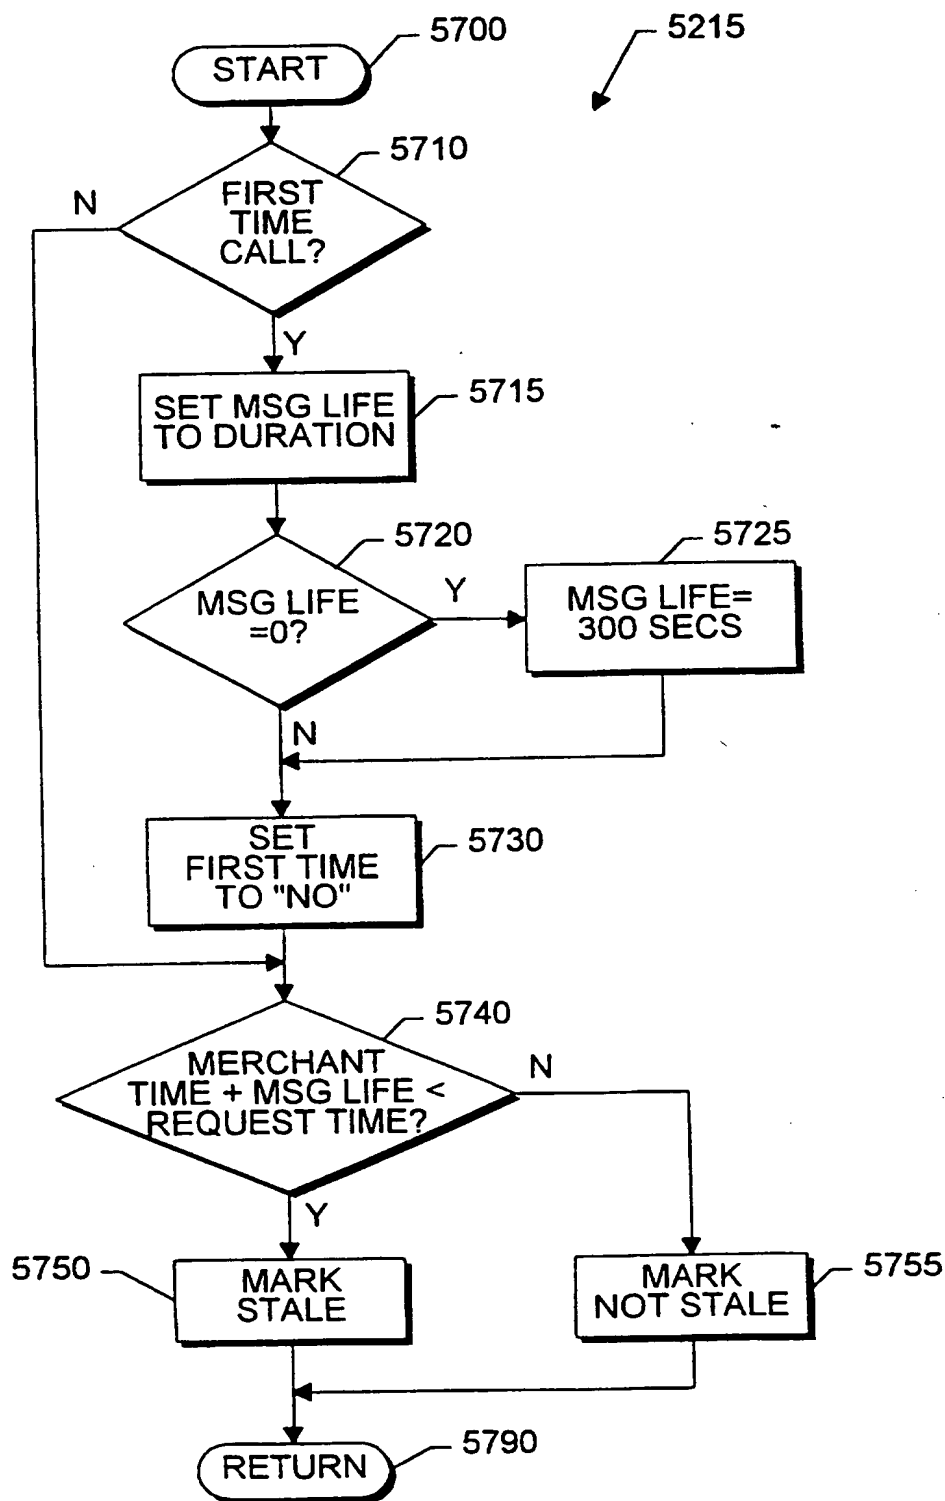 5700
5215
START
5710
N
FIRST
TIME
CALL?
Y
5715
SET MSG LIFE
TO DURATION
5720
5725
MSG LIFE
=0?
Y
MSG LIFE=
300 SECS
N
SET
FIRST TIME
TO "NO"
5730
5740
MERCHANT
TIME + MSG LIFE <
REQUEST TIME?
N
Y
5750
MARK
STALE
MARK
NOT STALE
5755
5790
RETURN